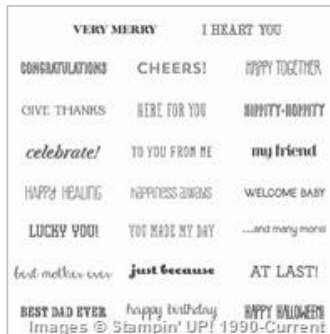 VERY MERRY I HEART YOU
CONGRATULATIONS CHEERS! HAPPY TOGETHER
GIVE THANKS HERE FOR YOU HIPPITY-HOPPITY
celebrate! TO YOU FROM ME my friend
HAPPY HEALING HAPPINESS ALWAYS WELCOME BABY
LUCKY YOU! YOU MADE MY DAY ...and many more!
best mother ever just because AT LAST!
BEST DAD EVER happy birthday HAPPY HALLOWEEN
Images © Stampin' UP! 1990-Curren